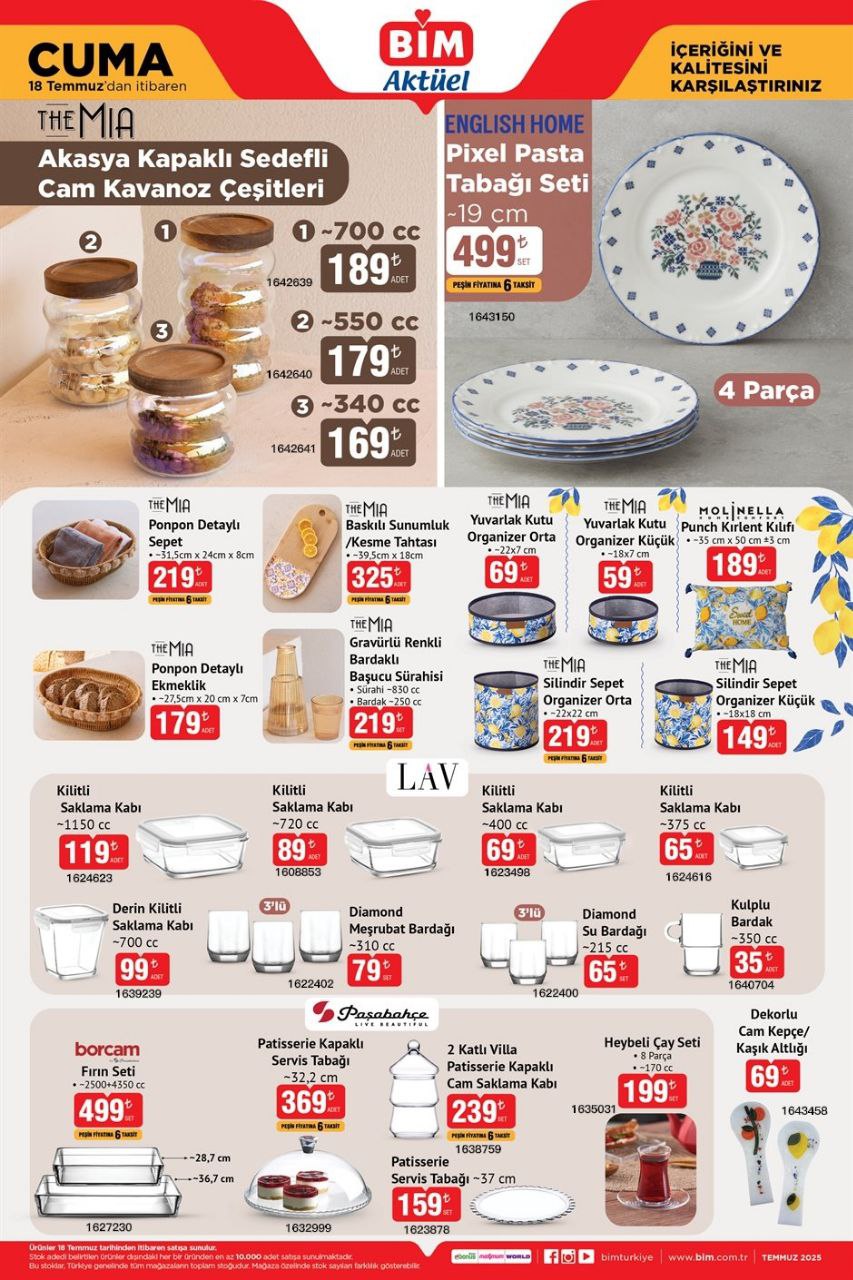 CUMA
18 Temmuz'dan itibaren
BİM
Aktüel
İÇERİĞİNİ VE
KALİTESİNİ
KARŞILAŞTIRINIZ
THE MIA
Akasya Kapaklı Sedefli
Cam Kavanoz Çeşitleri
1
2
3
1 ~700 cc
189₺ ADET
1642639
2 ~550 cc
179₺ ADET
1642640
3 ~340 cc
169₺ ADET
1642641
ENGLISH HOME
Pixel Pasta
Tabağı Seti
~19 cm
499₺ SET
PEŞİN FİYATINA 6 TAKSİT
1643150
4 Parça
THE MIA
Ponpon Detaylı
Sepet
• ~31,5cm x 24cm x 8cm
219₺ ADET
PEŞİN FİYATINA 6 TAKSİT
THE MIA
Baskılı Sunumluk
/Kesme Tahtası
• ~39,5cm x 18cm
325₺ ADET
PEŞİN FİYATINA 6 TAKSİT
THE MIA
Yuvarlak Kutu
Organizer Orta
• ~22x7 cm
69₺ ADET
THE MIA
Yuvarlak Kutu
Organizer Küçük
• ~18x7 cm
59₺ ADET
MOLINELLA
HOME COMFORT
Punch Kırlent Kılıfı
• ~35 cm x 50 cm ±3 cm
189₺ ADET
Sweet
HOME
THE MIA
Ponpon Detaylı
Ekmeklik
• ~27,5cm x 20 cm x 7cm
179₺ ADET
THE MIA
Gravürlü Renkli
Bardaklı
Başucu Sürahisi
• Sürahi ~830 cc
• Bardak ~250 cc
219₺ SET
PEŞİN FİYATINA 6 TAKSİT
THE MIA
Silindir Sepet
Organizer Orta
• ~22x22 cm
219₺ ADET
PEŞİN FİYATINA 6 TAKSİT
THE MIA
Silindir Sepet
Organizer Küçük
• ~18x18 cm
149₺ ADET
LAV
Kilitli
Saklama Kabı
~1150 cc
119₺ ADET
1624623
Kilitli
Saklama Kabı
~720 cc
89₺ ADET
1608853
Kilitli
Saklama Kabı
~400 cc
69₺ ADET
1623498
Kilitli
Saklama Kabı
~375 cc
65₺ ADET
1624616
Derin Kilitli
Saklama Kabı
~700 cc
99₺ ADET
1639239
3'lü
Diamond
Meşrubat Bardağı
~310 cc
79₺ SET
1622402
3'lü
Diamond
Su Bardağı
~215 cc
65₺ SET
1622400
Kulplu
Bardak
~350 cc
35₺ ADET
1640704
Paşabahçe
LIVE BEAUTIFUL
borcam
Fırın Seti
• ~2500+4350 cc
499₺ SET
PEŞİN FİYATINA 6 TAKSİT
~28,7 cm
~36,7 cm
1627230
Patisserie Kapaklı
Servis Tabağı
~32,2 cm
369₺ ADET
PEŞİN FİYATINA 6 TAKSİT
1632999
2 Katlı Villa
Patisserie Kapaklı
Cam Saklama Kabı
239₺ ADET
PEŞİN FİYATINA 6 TAKSİT
1638759
Patisserie
Servis Tabağı ~37 cm
159₺ ADET
1623878
Heybeli Çay Seti
• 8 Parça
• ~170 cc
199₺ SET
1635031
Dekorlu
Cam Kepçe/
Kaşık Altlığı
69₺ ADET
1643458
Ürünler 18 Temmuz tarihinden itibaren satışa sunulur.
Stok adedi belirtilen ürünler dışındaki her bir üründen en az 10.000 adet satışa sunulmaktadır.
Bu stoklar, Türkiye genelinde tüm mağazaların toplam stoğudur. Mağaza özelinde stok sayıları farklılık gösterebilir.
bonus maximum WORLD
bimturkiye
www.bim.com.tr
TEMMUZ 2025